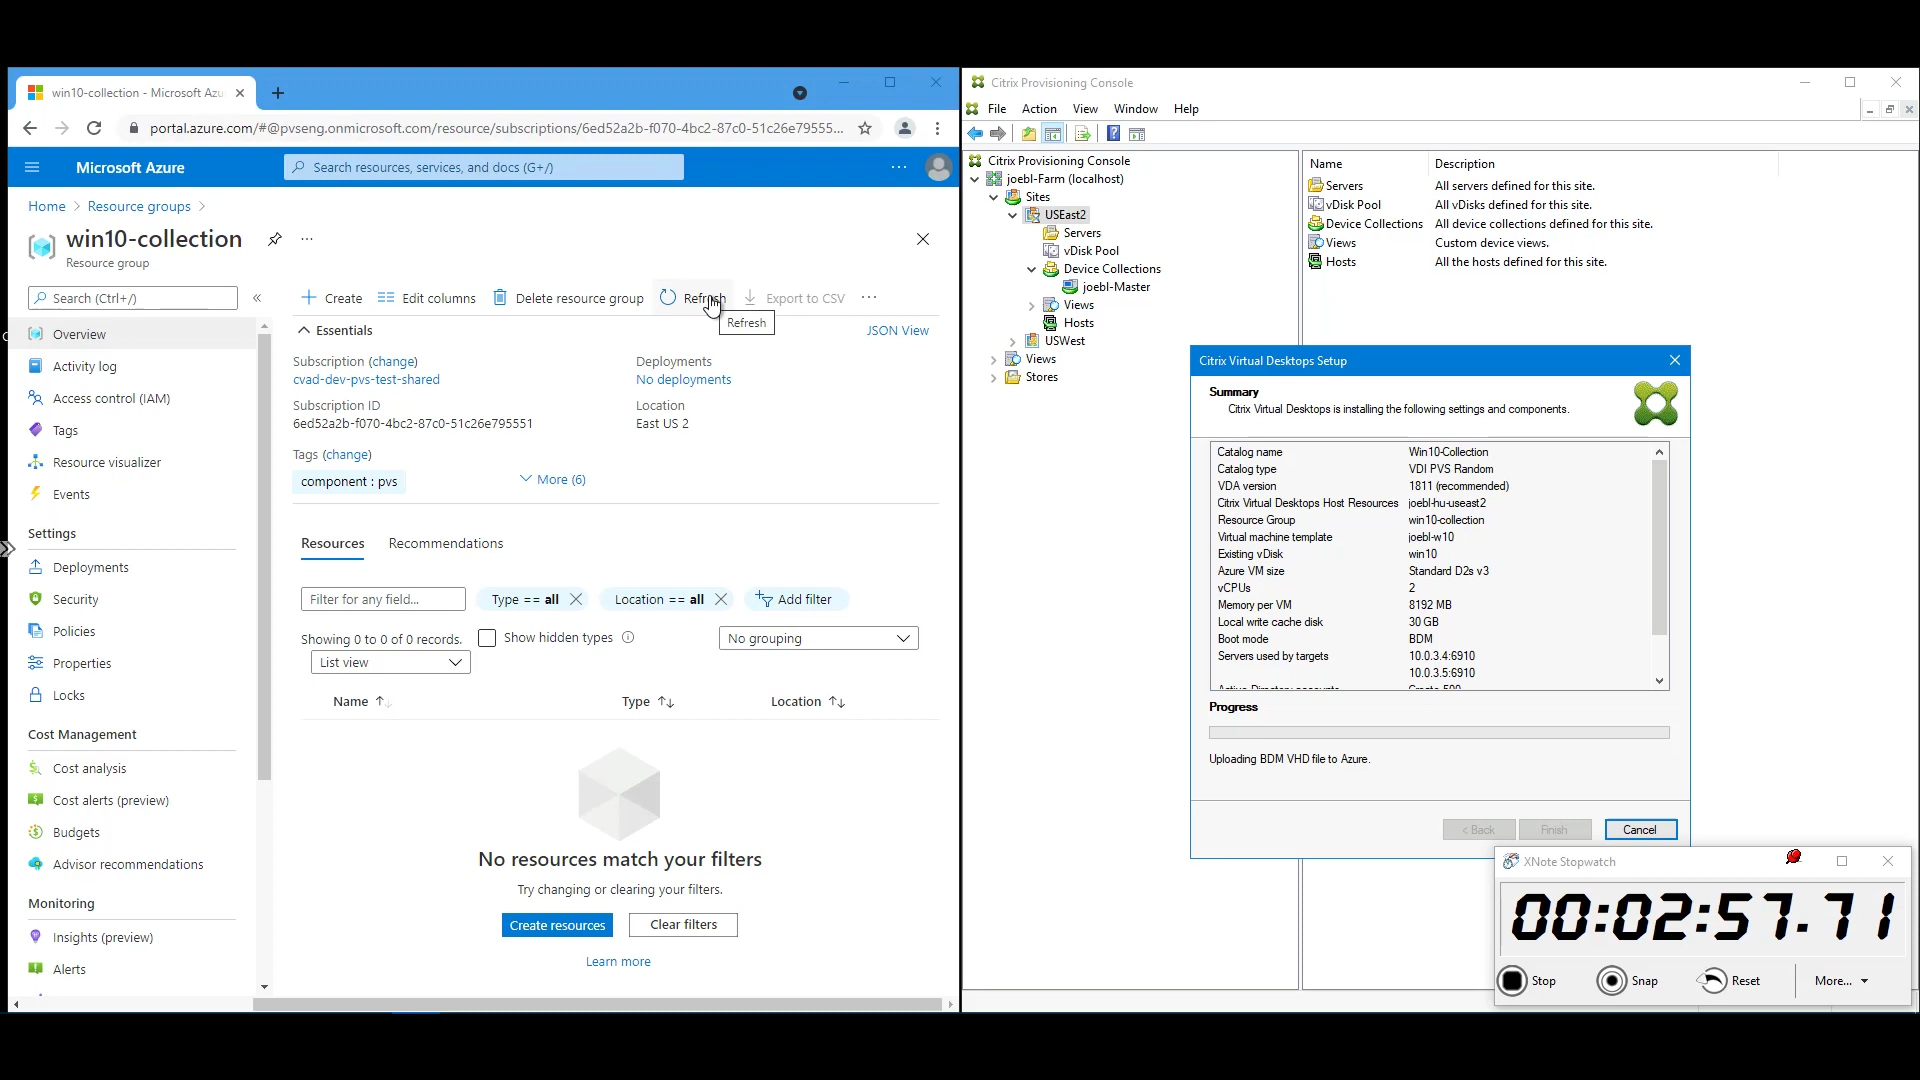 win10-collection - Microsoft Azu
portal.azure.com/#@pvseng.onmicrosoft.com/resource/subscriptions/6ed52a2b-f070-4bc2-87c0-51c26e79555...
Microsoft Azure
Search resources, services, and docs (G+/)
Home > Resource groups >
win10-collection
Resource group
Search (Ctrl+/)
Create
Edit columns
Delete resource group
Refresh
Export to CSV
Refresh
Overview
Activity log
Access control (IAM)
Tags
Resource visualizer
Events
Settings
Deployments
Security
Policies
Properties
Locks
Cost Management
Cost analysis
Cost alerts (preview)
Budgets
Advisor recommendations
Monitoring
Insights (preview)
Alerts
Essentials
JSON View
Subscription (change)
cvad-dev-pvs-test-shared
Deployments
No deployments
Subscription ID
6ed52a2b-f070-4bc2-87c0-51c26e795551
Location
East US 2
Tags (change)
component : pvs
More (6)
Resources
Recommendations
Filter for any field...
Type == all
Location == all
Add filter
Showing 0 to 0 of 0 records.
Show hidden types
No grouping
List view
Name
Type
Location
No resources match your filters
Try changing or clearing your filters.
Create resources
Clear filters
Learn more
Citrix Provisioning Console
File Action View Window Help
Citrix Provisioning Console
joebl-Farm (localhost)
Sites
USEast2
Servers
vDisk Pool
Device Collections
joebl-Master
Views
Hosts
USWest
Views
Stores
Name Description
Servers All servers defined for this site.
vDisk Pool All vDisks defined for this site.
Device Collections All device collections defined for this site.
Views Custom device views.
Hosts All the hosts defined for this site.
Citrix Virtual Desktops Setup
Summary
Citrix Virtual Desktops is installing the following settings and components.
Catalog name Win10-Collection
Catalog type VDI PVS Random
VDA version 1811 (recommended)
Citrix Virtual Desktops Host Resources joebl-hu-useast2
Resource Group win10-collection
Virtual machine template joebl-w10
Existing vDisk win10
Azure VM size Standard D2s v3
vCPUs 2
Memory per VM 8192 MB
Local write cache disk 30 GB
Boot mode BDM
Servers used by targets 10.0.3.4:6910
10.0.3.5:6910
Active Directory accounts Create 500
Progress
Uploading BDM VHD file to Azure.
< Back
Finish
Cancel
XNote Stopwatch
00:02:57.71
Stop
Snap
Reset
More...